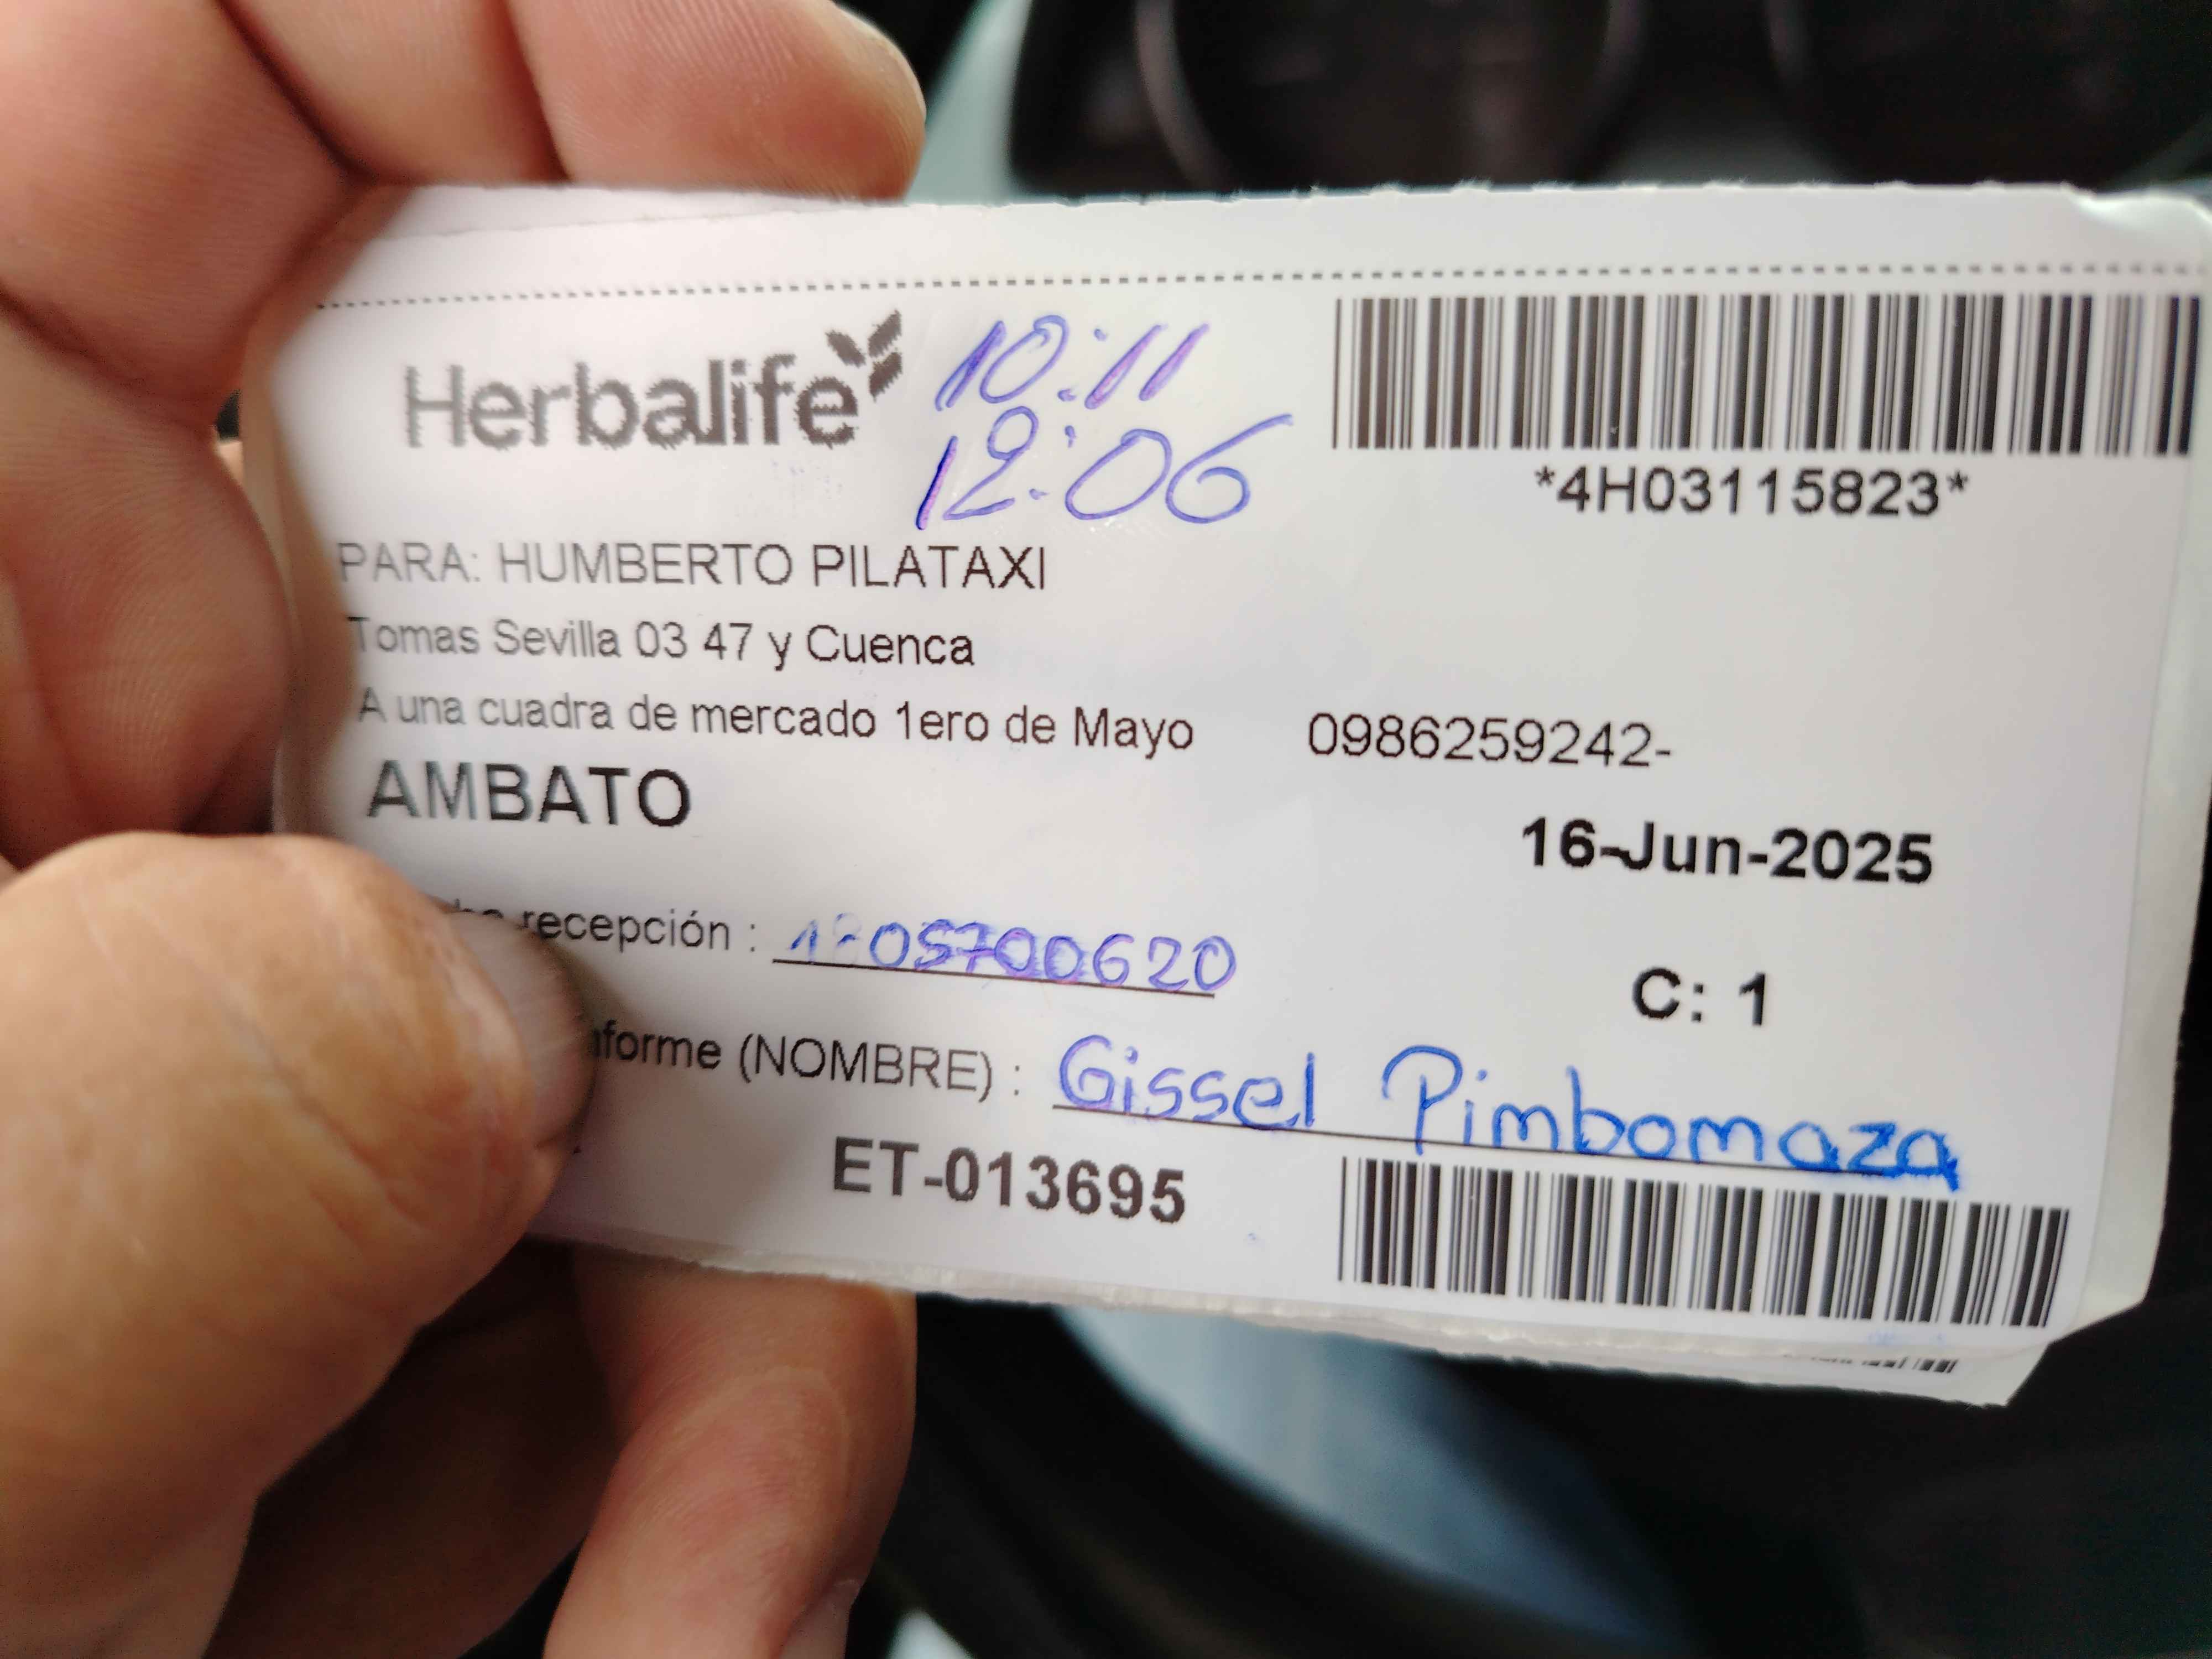 Herbalife
10:11
12:06
*4H03115823*
PARA: HUMBERTO PILATAXI
Tomas Sevilla 03 47 y Cuenca
A una cuadra de mercado 1ero de Mayo 0986259242-
AMBATO
16-Jun-2025
recepción :
C: 1
(NOMBRE) : Gissel Pimbomaza
ET-013695